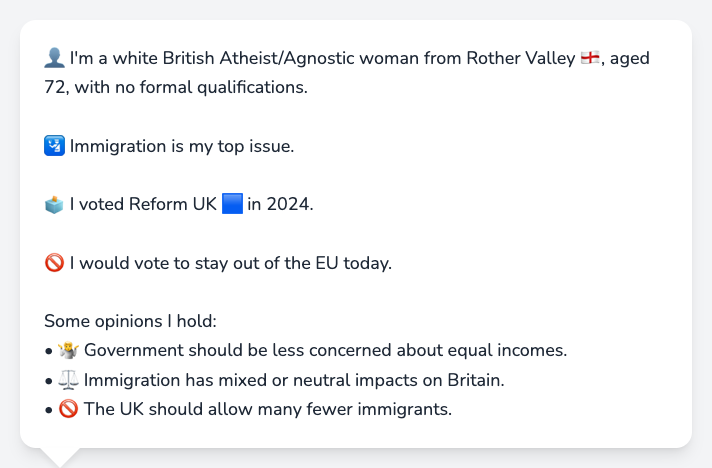 👤 I'm a white British Atheist/Agnostic woman from Rother Valley 🏴󠁧󠁢󠁥󠁮󠁧󠁿, aged
72, with no formal qualifications.
🛂 Immigration is my top issue.
🗳️ I voted Reform UK 🟦 in 2024.
🚫 I would vote to stay out of the EU today.
Some opinions I hold:
• 🤷 Government should be less concerned about equal incomes.
• ⚖️ Immigration has mixed or neutral impacts on Britain.
• 🚫 The UK should allow many fewer immigrants.